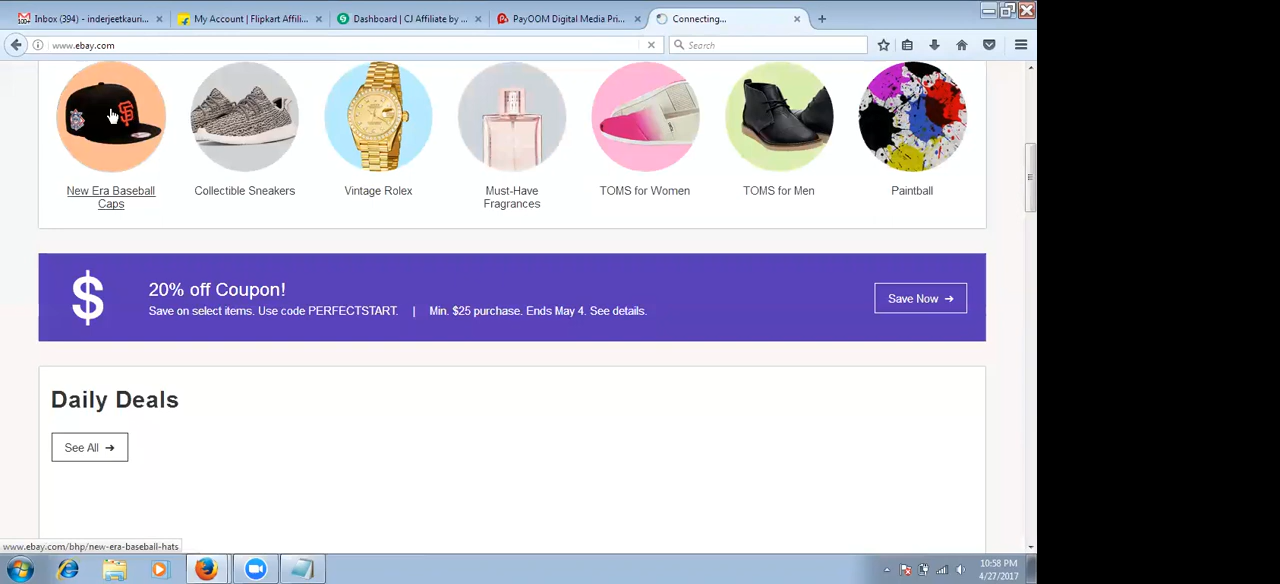 Inbox (394) - inderjeetkauri...
My Account | Flipkart Affili...
Dashboard | CJ Affiliate by ...
PayOOM Digital Media Pri...
Connecting...
www.ebay.com
Search
New Era Baseball
Caps
Collectible Sneakers
Vintage Rolex
Must-Have
Fragrances
TOMS for Women
TOMS for Men
Paintball
$
20% off Coupon!
Save on select items. Use code PERFECTSTART. | Min. $25 purchase. Ends May 4. See details.
Save Now →
Daily Deals
See All →
www.ebay.com/bhp/new-era-baseball-hats
10:58 PM
4/27/2017